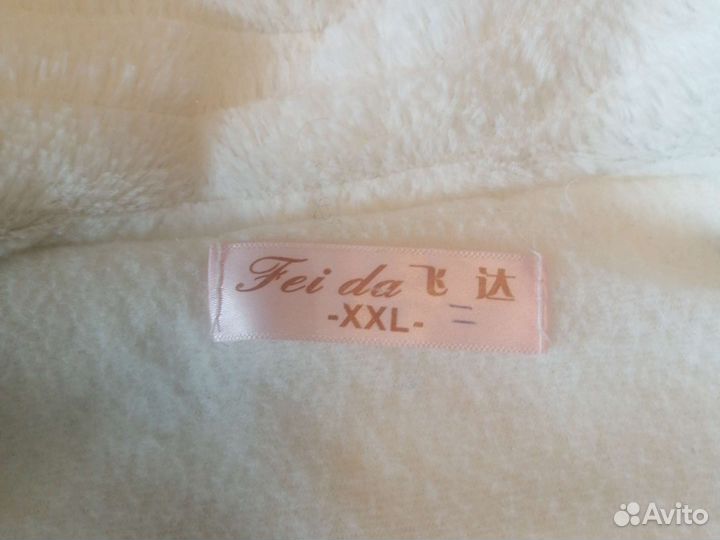 Fei da 飞 达
-XXL- 二
Avito